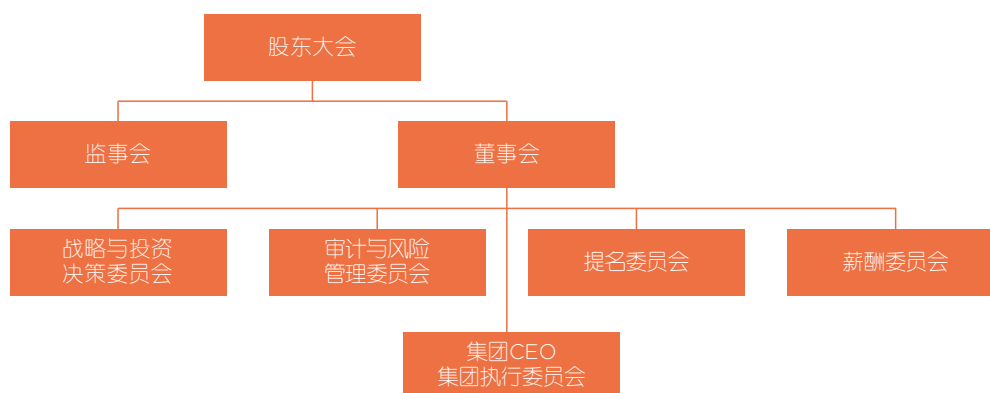 股东大会
监事会
董事会
战略与投资
决策委员会
审计与风险
管理委员会
提名委员会
薪酬委员会
集团CEO
集团执行委员会